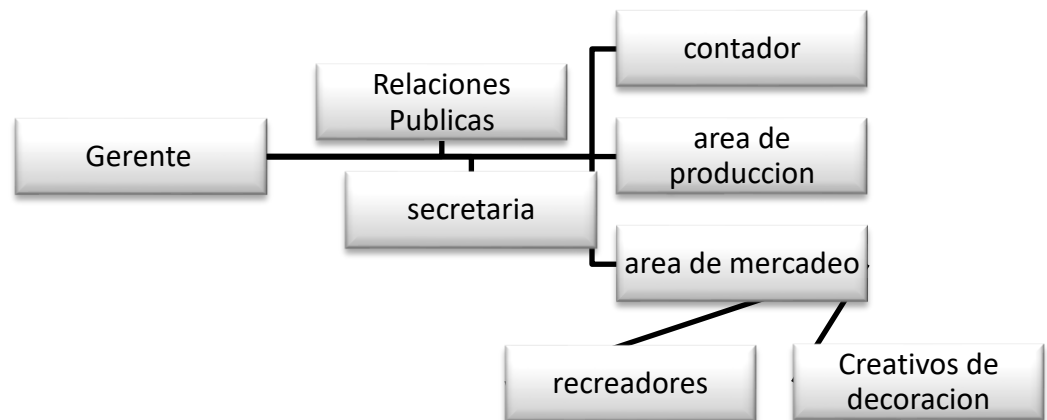 contador
Relaciones
Publicas
Gerente
area de
produccion
secretaria
area de mercadeo
recreadores
Creativos de
decoracion